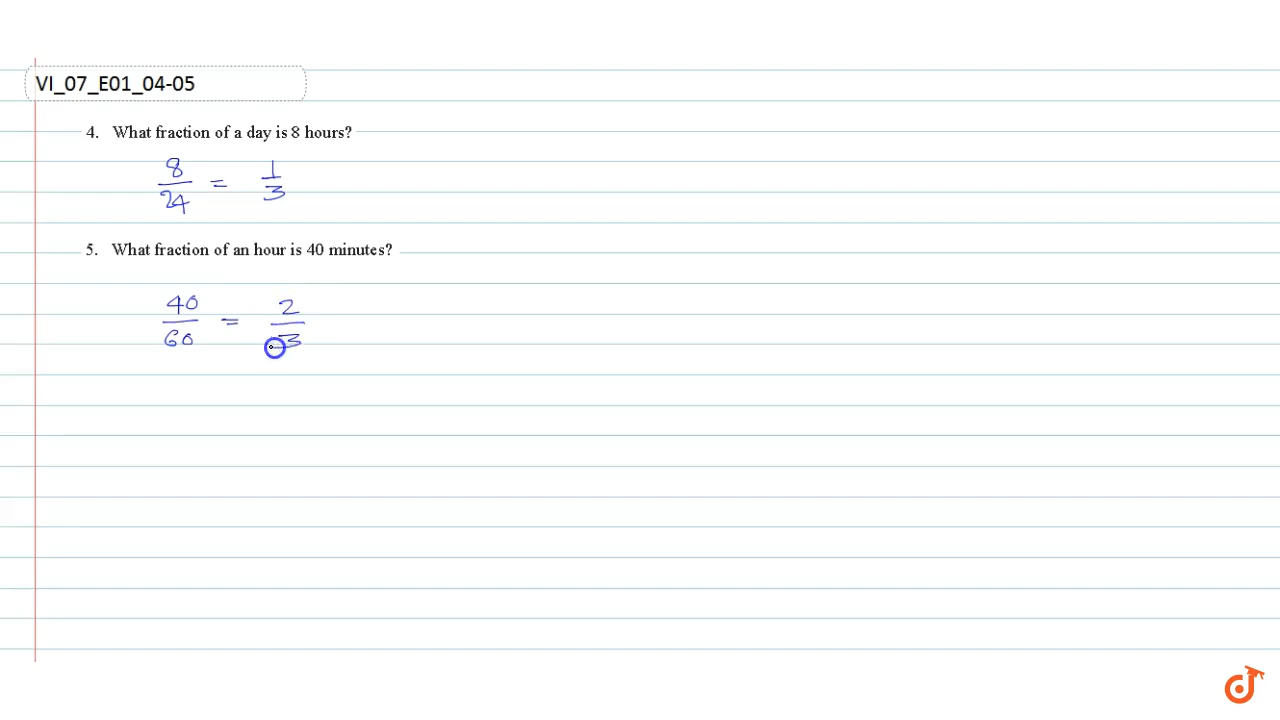 VI_07_E01_04-05
4. What fraction of a day is 8 hours?
8/24 = 1/3
5. What fraction of an hour is 40 minutes?
40/60 = 2/3